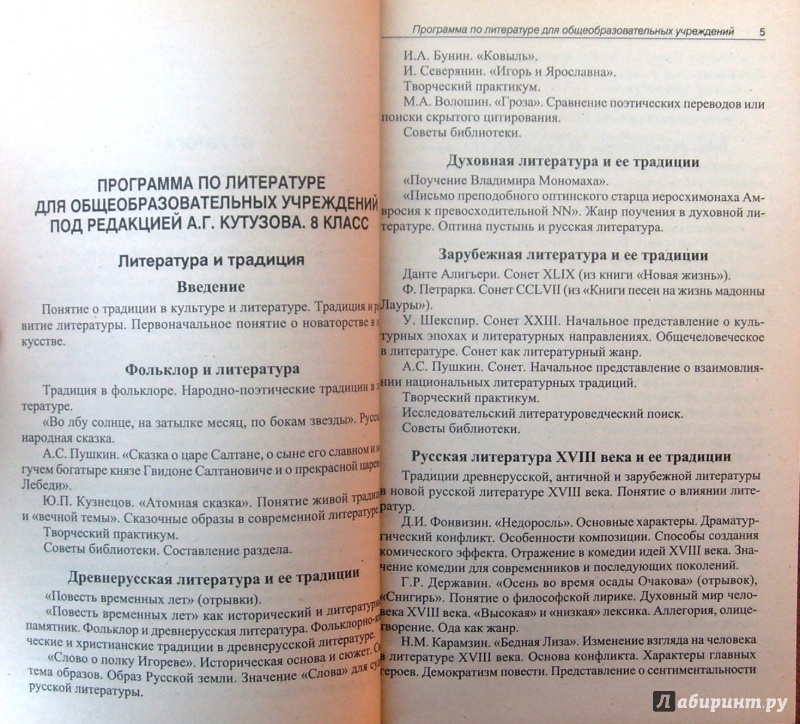 ПРОГРАММА ПО ЛИТЕРАТУРЕ
ДЛЯ ОБЩЕОБРАЗОВАТЕЛЬНЫХ УЧРЕЖДЕНИЙ
ПОД РЕДАКЦИЕЙ А.Г. КУТУЗОВА. 8 КЛАСС
Литература и традиция
Введение
Понятие о традиции в культуре и литературе. Традиция и
витие литературы. Первоначальное понятие о новаторстве в
кусстве.
Фольклор и литература
Традиция в фольклоре. Народно-поэтические традиции в
тературе.
«Во лбу солнце, на затылке месяц, по бокам звезды».
народная сказка.
А.С. Пушкин. «Сказка о царе Салтане, о сыне его славном и
гучем богатыре князе Гвидоне Салтановиче и о прекрасной
Лебеди».
Ю.П. Кузнецов. «Атомная сказка». Понятие живой
и «вечной темы». Сказочные образы в современной литературе.
Творческий практикум.
Советы библиотеки. Составление раздела.
Древнерусская литература и ее традиции
«Повесть временных лет» (отрывки).
«Повесть временных лет» как исторический и
памятник. Фольклор и древнерусская литература.
ческие и христианские традиции в древнерусской литературе.
«Слово о полку Игореве». Историческая основа и сюжет.
тема образов. Образ Русской земли. Значение «Слова» для
русской литературы.
Программа по литературе для общеобразовательных учреждений 5
И.А. Бунин. «Ковыль».
И. Северянин. «Игорь и Ярославна».
Творческий практикум.
М.А. Волошин. «Гроза». Сравнение поэтических переводов или
поиски скрытого цитирования.
Советы библиотеки.
Духовная литература и ее традиции
«Поучение Владимира Мономаха».
«Письмо преподобного оптинского старца иеросхимонаха Ам-
вросия к превосходительной NN». Жанр поучения в духовной ли-
тературе. Оптина пустынь и русская литература.
Зарубежная литература и ее традиции
Данте Алигьери. Сонет XLIX (из книги «Новая жизнь»).
Ф. Петрарка. Сонет CCLVII (из «Книги песен на жизнь мадонны
Лауры»).
У. Шекспир. Сонет XXIII. Начальное представление о куль-
турных эпохах и литературных направлениях. Общечеловеческое
в литературе. Сонет как литературный жанр.
А.С. Пушкин. Сонет. Начальное представление о взаимовлия-
нии национальных литературных традиций.
Творческий практикум.
Исследовательский литературоведческий поиск.
Советы библиотеки.
Русская литература XVIII века и ее традиции
Традиции древнерусской, античной и зарубежной литературы
в новой русской литературе XVIII века. Понятие о влиянии лите-
ратур.
Д.И. Фонвизин. «Недоросль». Основные характеры. Драматур-
гический конфликт. Особенности композиции. Способы создания
комического эффекта. Отражение в комедии идей XVIII века. Зна-
чение комедии для современников и последующих поколений.
Г.Р. Державин. «Осень во время осады Очакова» (отрывок),
«Снигирь». Понятие о философской лирике. Духовный мир чело-
века XVIII века. «Высокая» и «низкая» лексика. Аллегория, олице-
творение. Ода как жанр.
Н.М. Карамзин. «Бедная Лиза». Изменение взгляда на человека
в литературе XVIII века. Основа конфликта. Характеры главных
героев. Демократизм повести. Представление о сентиментальности
Лабиринт.ру